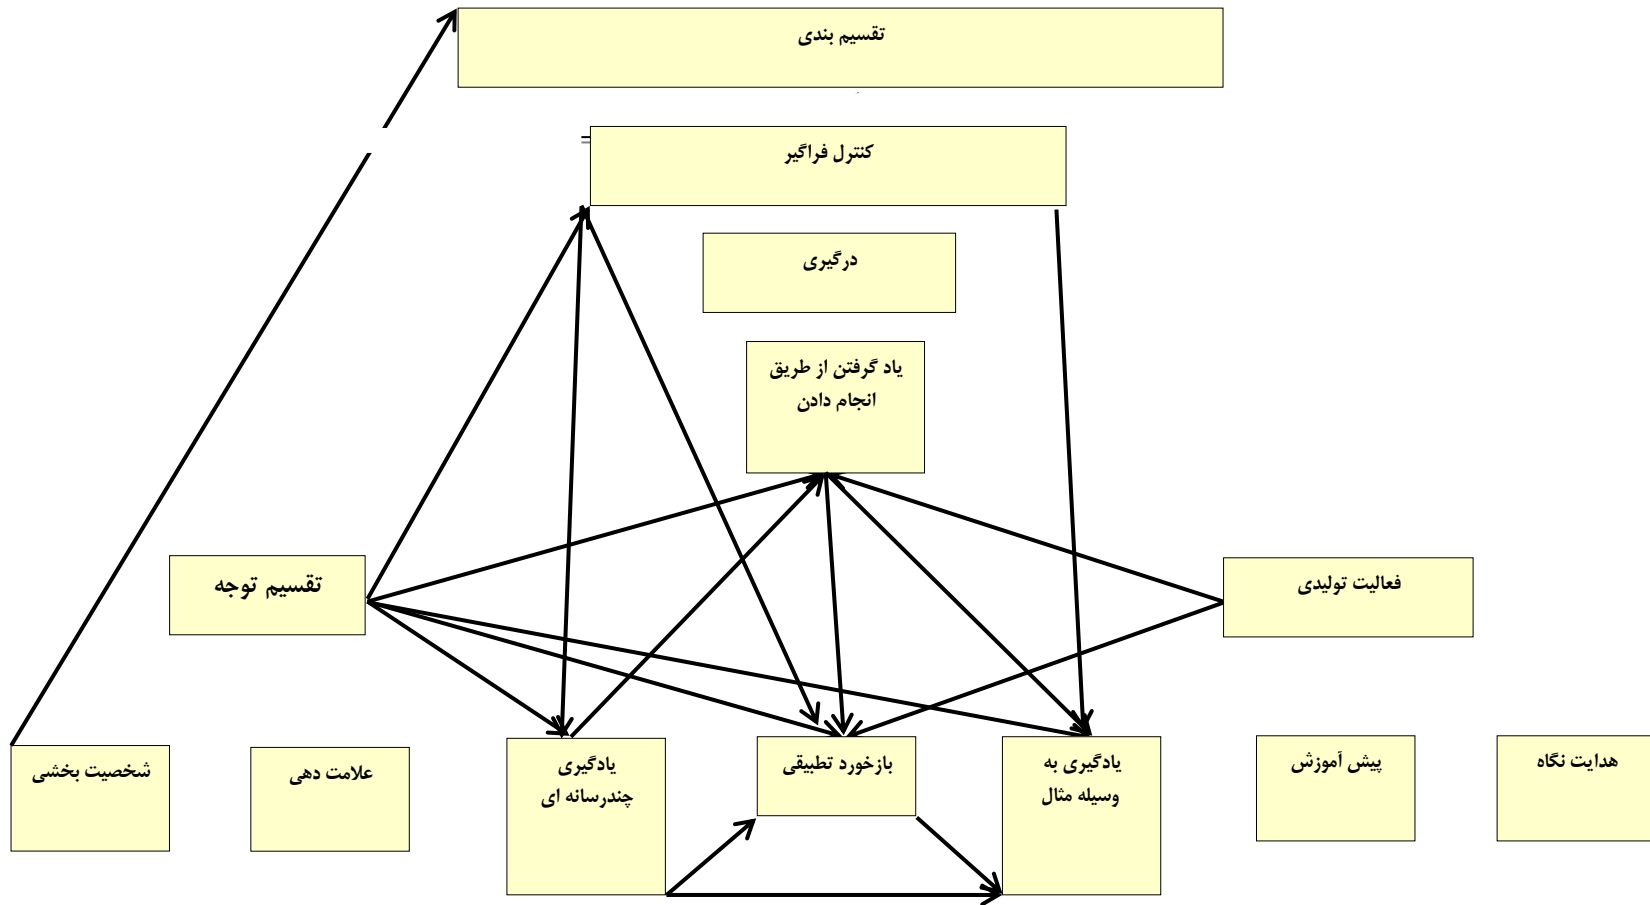 تقسیم بندی
کنترل فراگیر
درگیری
یاد گرفتن از طریق
انجام دادن
تقسیم توجه
فعالیت تولیدی
هدایت نگاه
پیش آموزش
یادگیری به
وسیله مثال
بازخورد تطبیقی
یادگیری
چندرسانه ای
علامت دهی
شخصیت بخشی